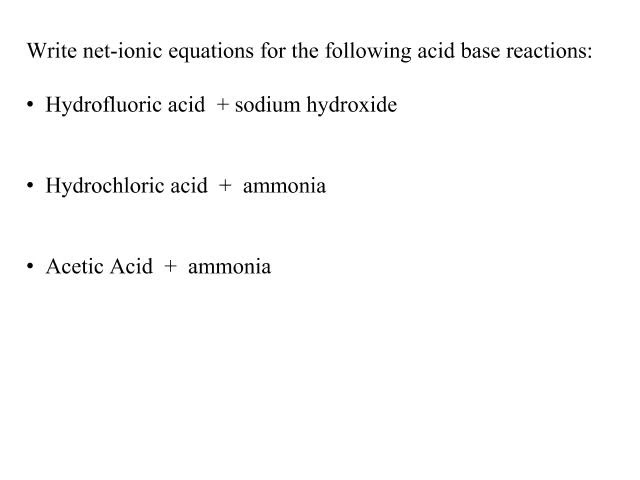 Write net-ionic equations for the following acid base reactions:
• Hydrofluoric acid + sodium hydroxide
• Hydrochloric acid + ammonia
• Acetic Acid + ammonia